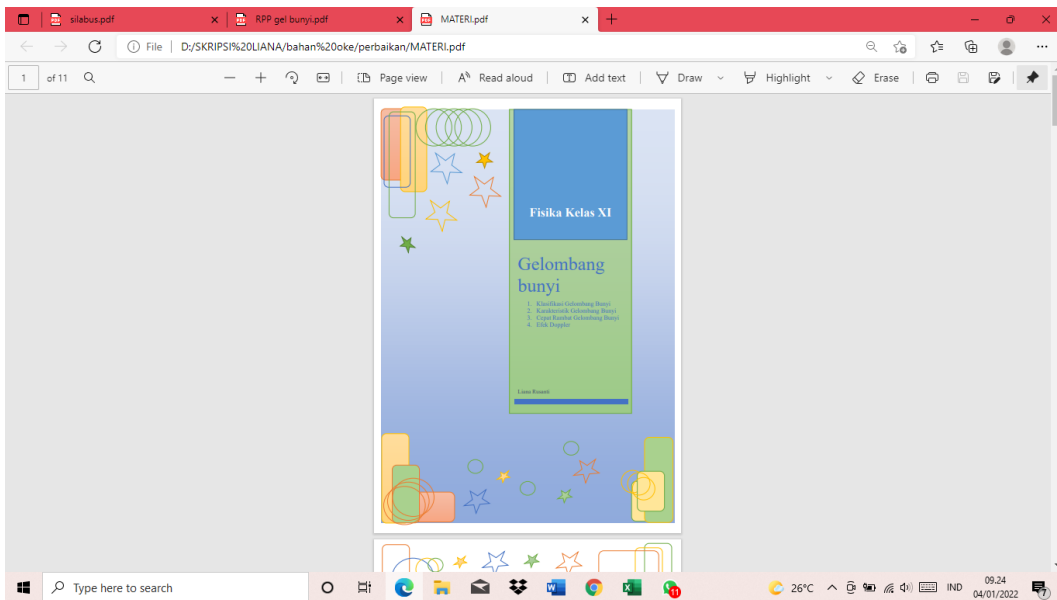 silabus.pdf
RPP gel bunyi.pdf
MATERI.pdf
File
D:/SKRIPSI%20LIANA/bahan%20oke/perbaikan/MATERI.pdf
1 of 11
Page view
Read aloud
Add text
Draw
Highlight
Erase
Fisika Kelas XI
Gelombang
bunyi
1. Klasifikasi Gelombang Bunyi
2. Karakteristik Gelombang Bunyi
3. Cepat Rambat Gelombang Bunyi
4. Efek Doppler
Type here to search
11
26°C
IND
09.24
04/01/2022
7